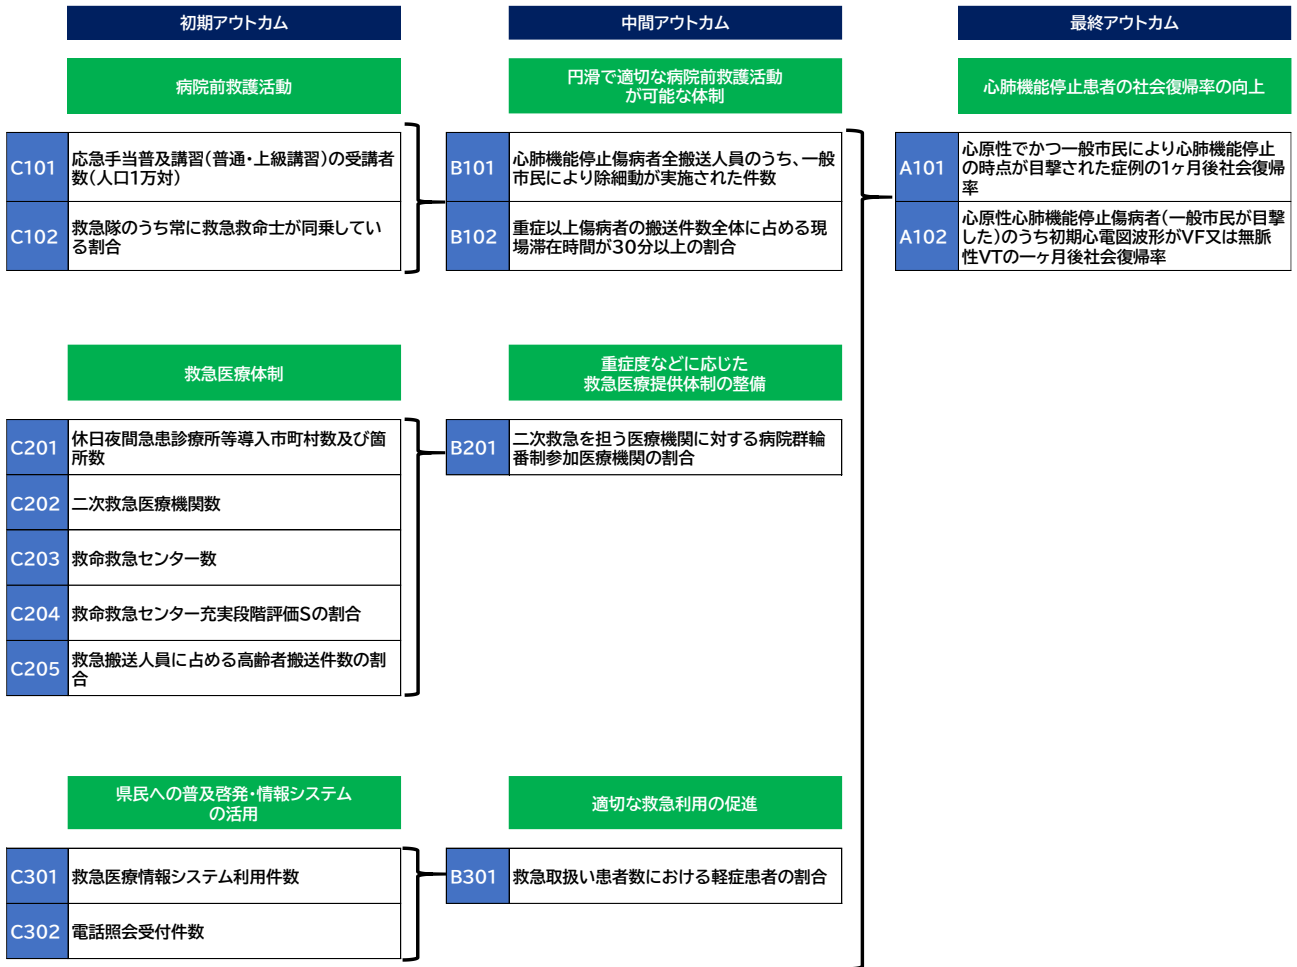 初期アウトカム
中間アウトカム
最終アウトカム
病院前救護活動
円滑で適切な病院前救護活動
が可能な体制
心肺機能停止患者の社会復帰率の向上
C101
応急手当普及講習(普通・上級講習)の受講者
数(人口1万対)
C102
救急隊のうち常に救急救命士が同乗してい
る割合
B101
心肺機能停止傷病者全搬送人員のうち、一般
市民により除細動が実施された件数
B102
重症以上傷病者の搬送件数全体に占める現
場滞在時間が30分以上の割合
A101
心原性でかつ一般市民により心肺機能停止
の時点が目撃された症例の1ヶ月後社会復帰
率
A102
心原性心肺機能停止傷病者(一般市民が目撃
した)のうち初期心電図波形がVF又は無脈
性VTの一ヶ月後社会復帰率
救急医療体制
重症度などに応じた
救急医療提供体制の整備
C201
休日夜間急患診療所等導入市町村数及び箇
所数
C202
二次救急医療機関数
C203
救命救急センター数
C204
救命救急センター充実段階評価Sの割合
C205
救急搬送人員に占める高齢者搬送件数の割
合
B201
二次救急を担う医療機関に対する病院群輪
番制参加医療機関の割合
県民への普及啓発・情報システム
の活用
適切な救急利用の促進
C301
救急医療情報システム利用件数
C302
電話照会受付件数
B301
救急取扱い患者数における軽症患者の割合